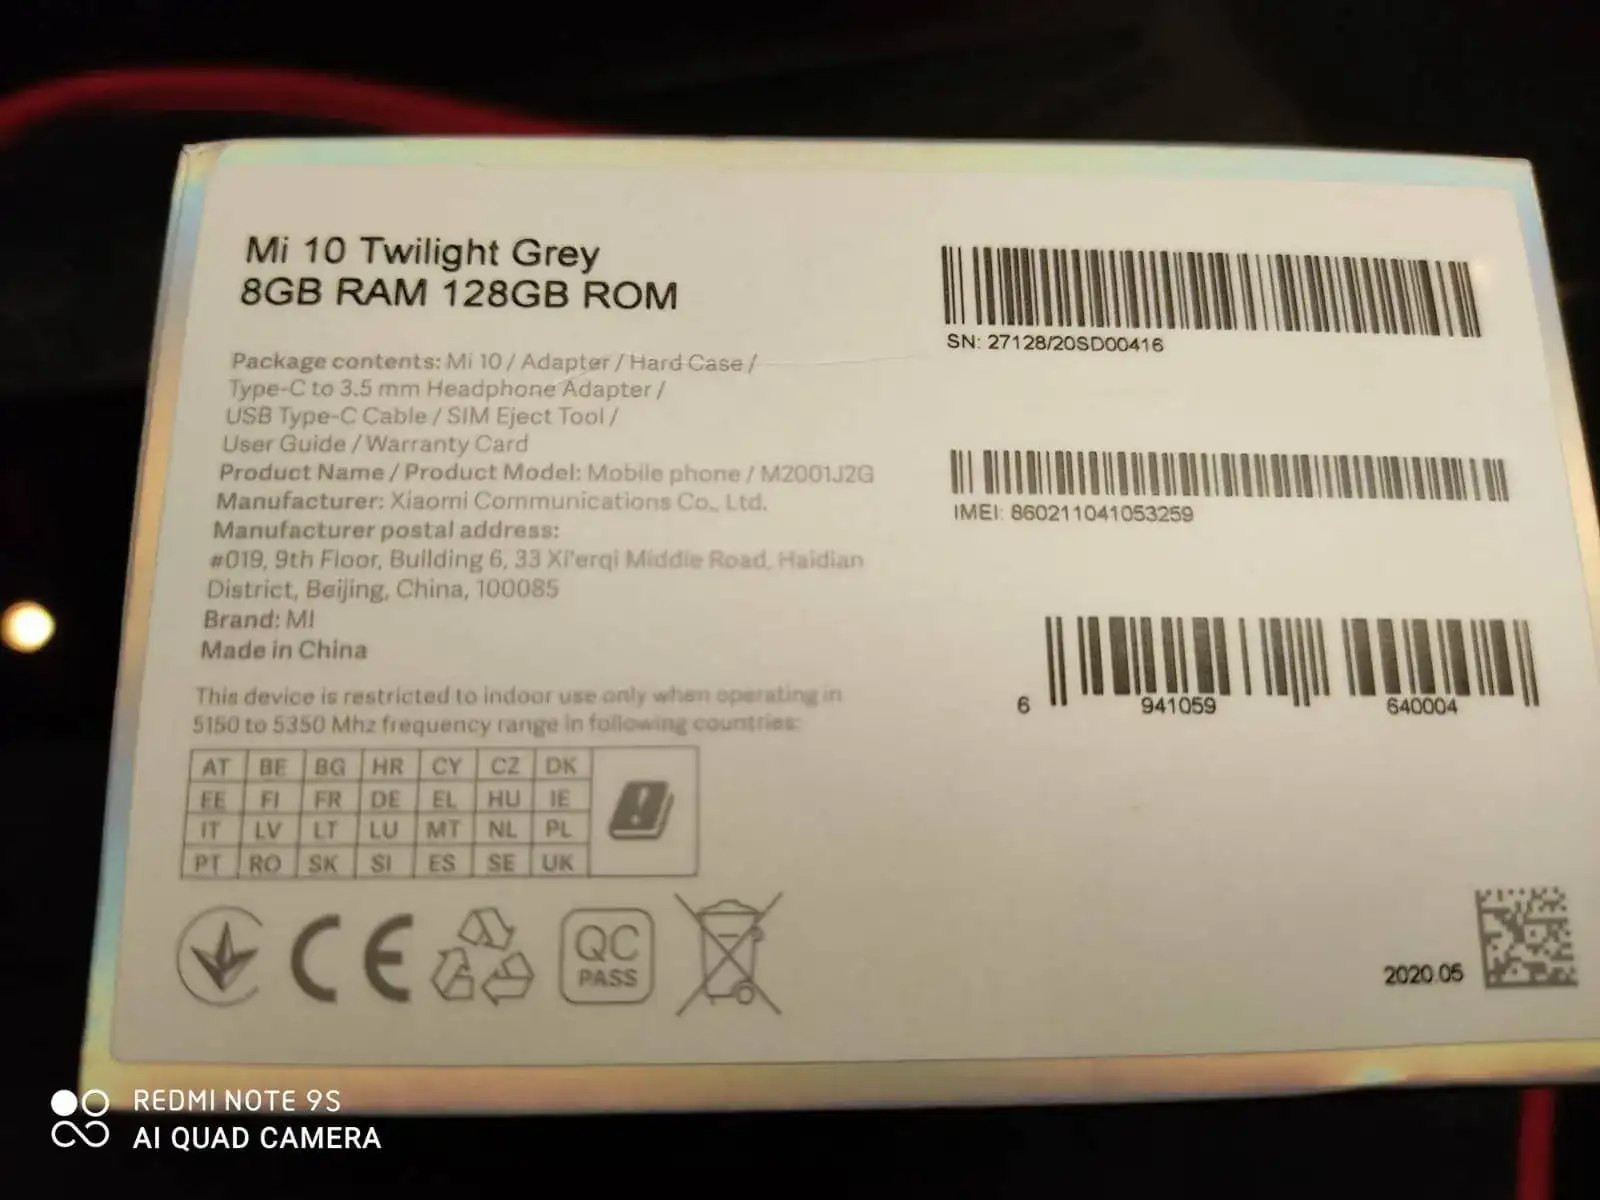 Mi 10 Twilight Grey
8GB RAM 128GB ROM
Package contents: Mi 10 / Adapter / Hard Case /
Type-C to 3.5 mm Headphone Adapter /
USB Type-C Cable / SIM Eject Tool /
User Guide / Warranty Card
Product Name / Product Model: Mobile phone / M2001J2G
Manufacturer: Xiaomi Communications Co., Ltd.
Manufacturer postal address:
#019, 9th Floor, Building 6, 33 Xi'erqi Middle Road, Haidian
District, Beijing, China, 100085
Brand: MI
Made in China
This device is restricted to indoor use only when operating in
5150 to 5350 Mhz frequency range in following countries:
AT BE BG HR CY CZ DK
EE FI FR DE EL HU IE
IT LV LT LU MT NL PL
PT RO SK SI ES SE UK
CE
QC
PASS
SN: 27128/20SD00416
IMEI: 860211041053259
6 941059 640004
2020.05
REDMI NOTE 9S
AI QUAD CAMERA